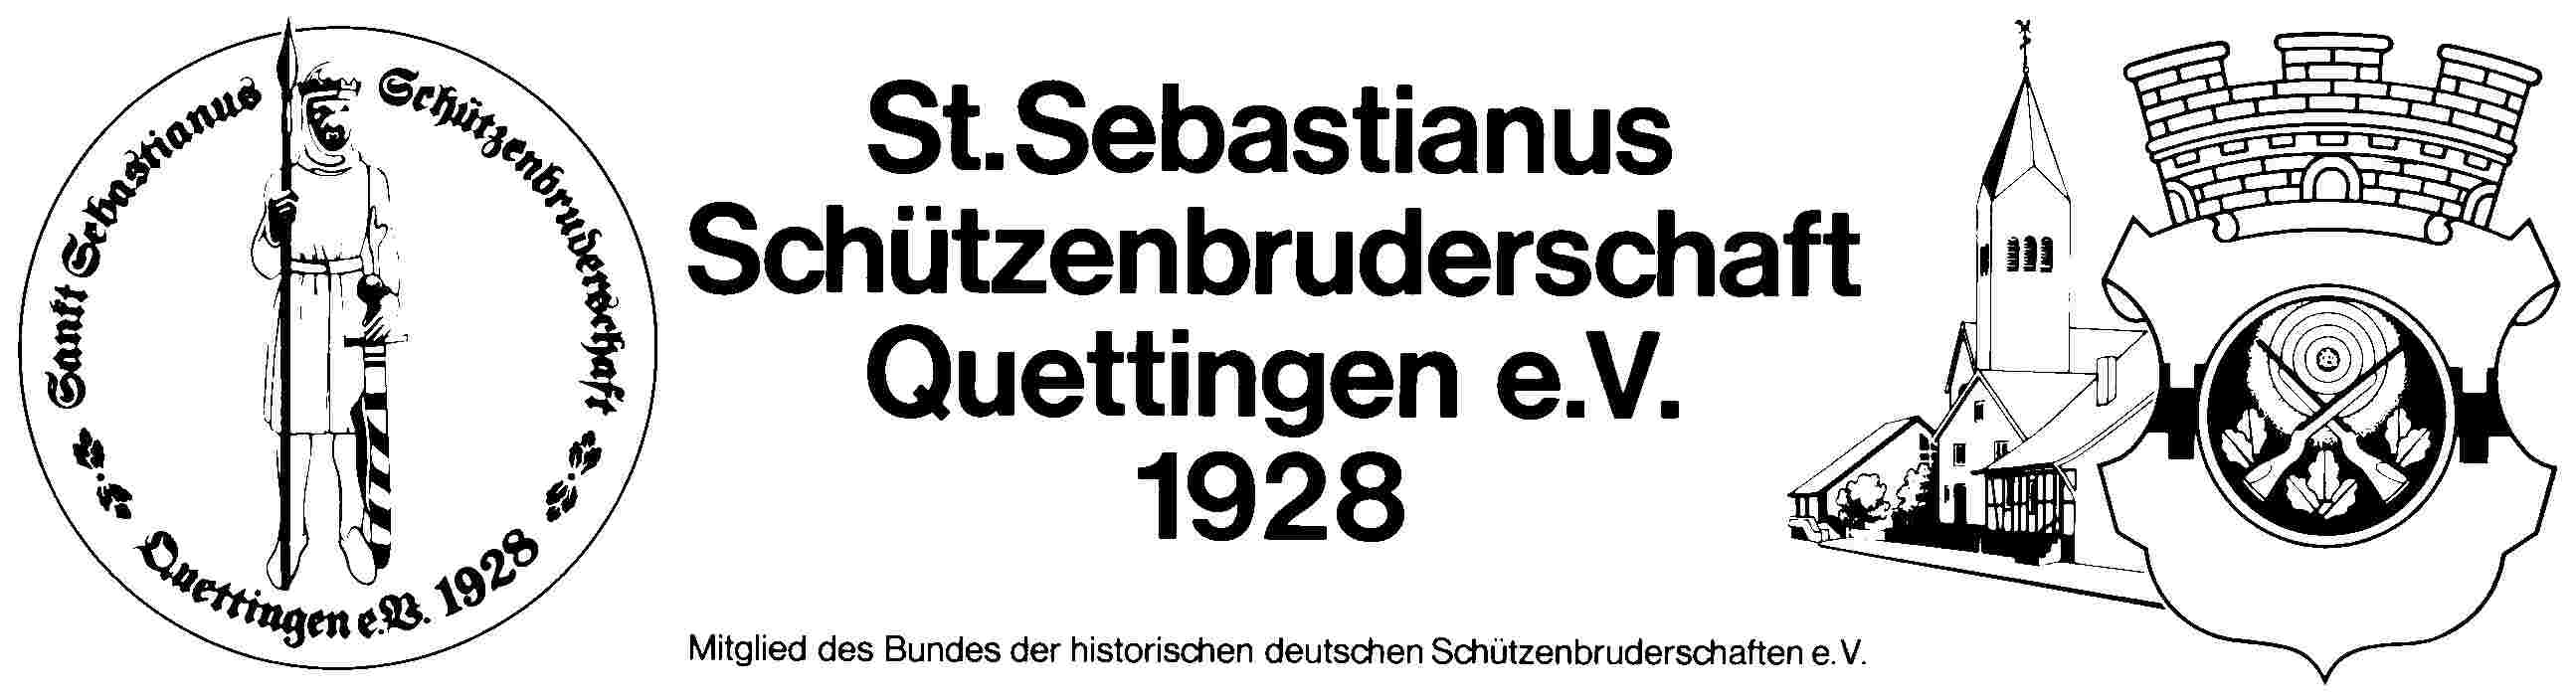 Sankt Sebastianus Schützenbruderschaft
Quettingen e.V. 1928
St. Sebastianus
Schützenbruderschaft
Quettingen e.V.
1928
Mitglied des Bundes der historischen deutschen Schützenbruderschaften e.V.